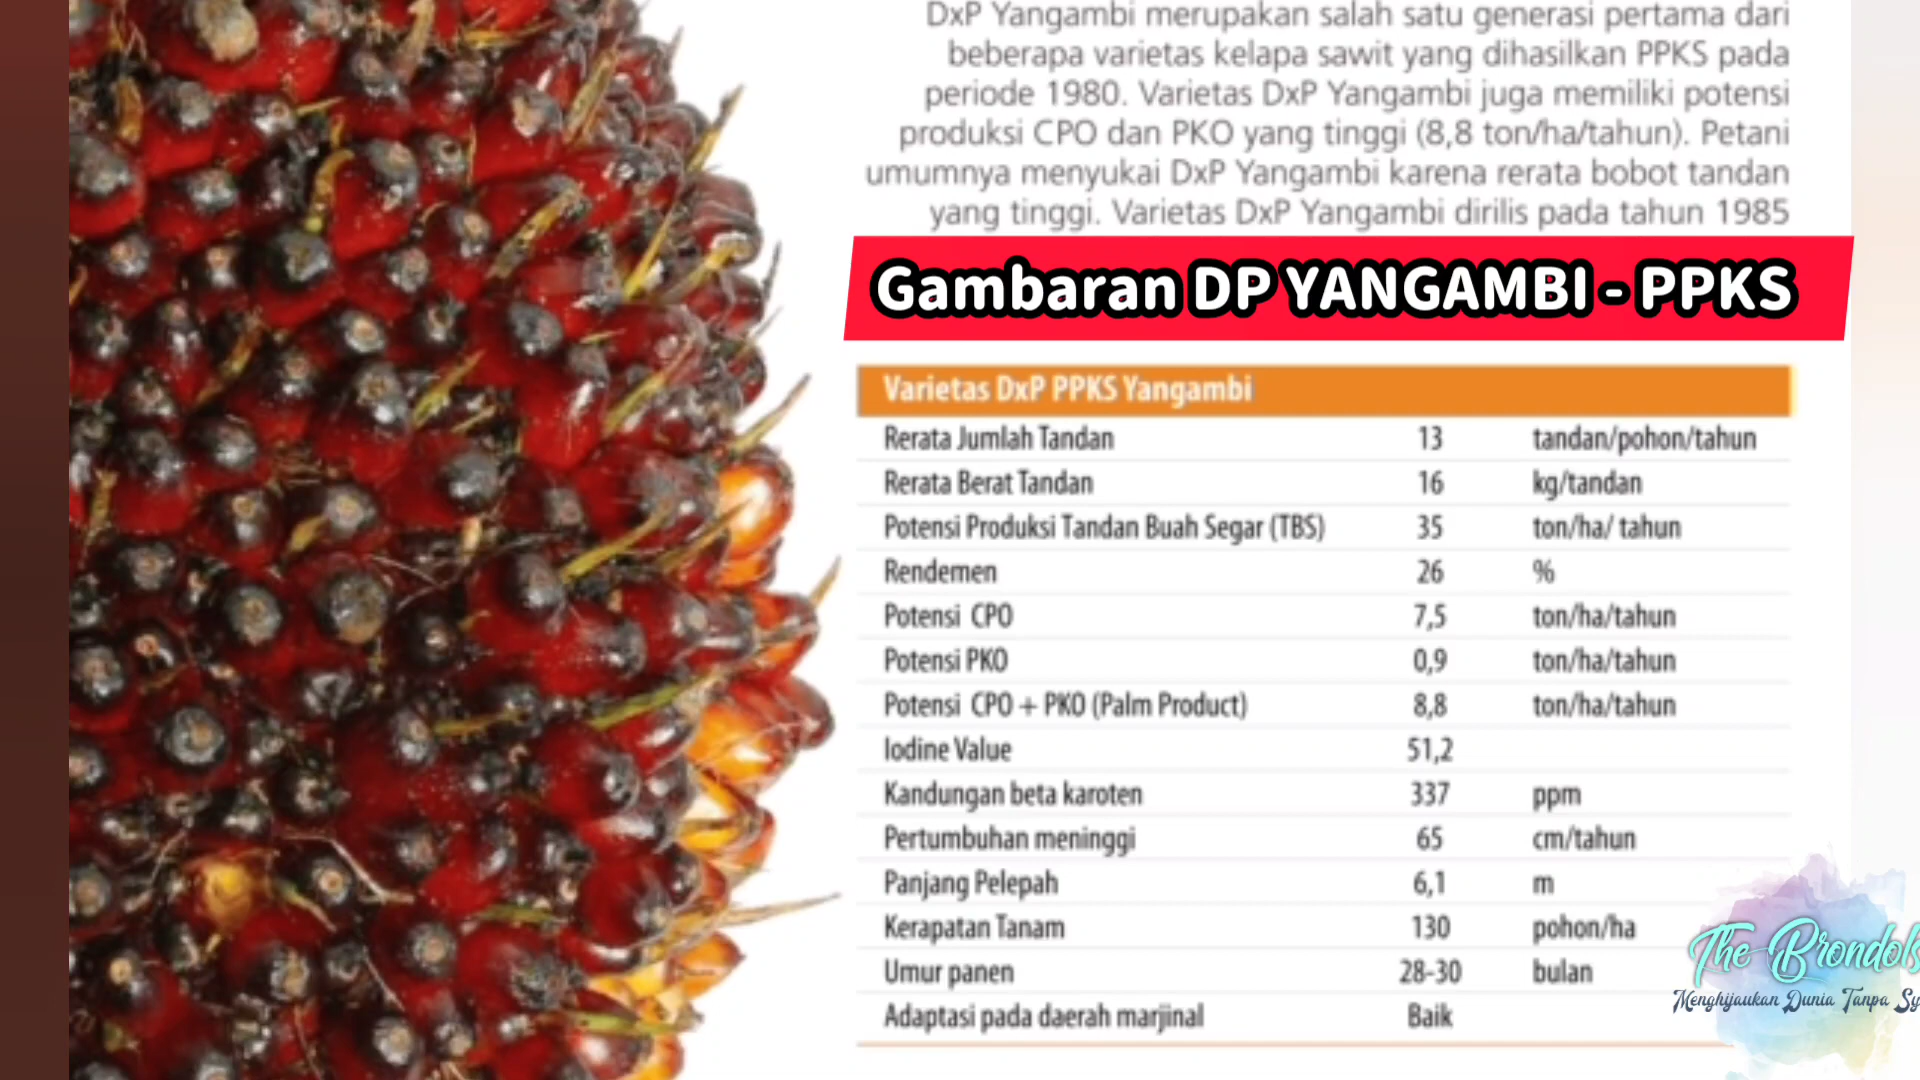 DxP Yangambi merupakan salah satu generasi pertama dari
beberapa varietas kelapa sawit yang dihasilkan PPKS pada
periode 1980. Varietas DxP Yangambi juga memiliki potensi
produksi CPO dan PKO yang tinggi (8,8 ton/ha/tahun). Petani
umumnya menyukai DxP Yangambi karena rerata bobot tandan
yang tinggi. Varietas DxP Yangambi dirilis pada tahun 1985
Gambaran DP YANGAMBI - PPKS
Varietas DxP PPKS Yangambi
Rerata Jumlah Tandan 13 tandan/pohon/tahun
Rerata Berat Tandan 16 kg/tandan
Potensi Produksi Tandan Buah Segar (TBS) 35 ton/ha/ tahun
Rendemen 26 %
Potensi CPO 7,5 ton/ha/tahun
Potensi PKO 0,9 ton/ha/tahun
Potensi CPO + PKO (Palm Product) 8,8 ton/ha/tahun
Iodine Value 51,2
Kandungan beta karoten 337 ppm
Pertumbuhan meninggi 65 cm/tahun
Panjang Pelepah 6,1 m
Kerapatan Tanam 130 pohon/ha
Umur panen 28-30 bulan
Adaptasi pada daerah marjinal Baik
The Brondols
Menghijaukan Dunia Tanpa Sy